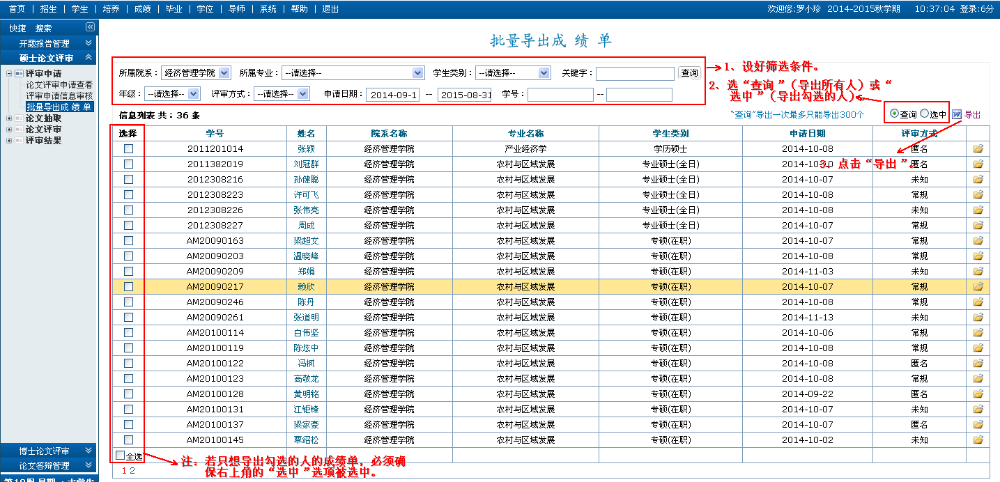 首页 | 招生 | 学生 | 培养 | 成绩 | 毕业 | 学位 | 导师 | 系统 | 帮助 | 退出
欢迎您:罗小珍 2014-2015秋学期 10:37:04 登录:6分
快捷 搜索
开题报告管理
硕士论文评审
评审申请
论文评审申请查看
评审申请信息审核
批量导出成 绩 单
论文抽取
论文评审
评审结果
博士论文评审
论文答辩管理
批量导出成 绩 单
所属院系： 经济管理学院 所属专业： --请选择-- 学生类别： --请选择-- 关键字： 查询
年级： --请选择-- 评审方式： --请选择-- 申请日期： 2014-09-1 -- 2015-08-31 学号： --
1、设好筛选条件。
2、选“查询 ”（导出所有人）或“
选中 ”（导出勾选的人）
信息列表 共：36 条
“查询”导出一次最多只能导出300个
查询 选中 导出
3、点击“导出 ”。
选择 学号 姓名 院系名称 专业名称 学生类别 申请日期 评审方式
2011201014 张颖 经济管理学院 产业经济学 学历硕士 2014-10-08 匿名
2011382019 刘冠群 经济管理学院 农村与区域发展 专业硕士(全日) 2014-10-10 匿名
2012308216 孙健聪 经济管理学院 农村与区域发展 专业硕士(全日) 2014-10-07 未知
2012308223 许可飞 经济管理学院 农村与区域发展 专业硕士(全日) 2014-10-08 常规
2012308226 张伟亮 经济管理学院 农村与区域发展 专业硕士(全日) 2014-10-08 未知
2012308227 周成 经济管理学院 农村与区域发展 专业硕士(全日) 2014-10-07 常规
AM20090163 梁超文 经济管理学院 农村与区域发展 专硕(在职) 2014-10-07 常规
AM20090203 温晓峰 经济管理学院 农村与区域发展 专硕(在职) 2014-10-08 常规
AM20090209 郑娟 经济管理学院 农村与区域发展 专硕(在职) 2014-11-03 未知
AM20090217 赖欣 经济管理学院 农村与区域发展 专硕(在职) 2014-10-07 常规
AM20090246 陈丹 经济管理学院 农村与区域发展 专硕(在职) 2014-10-08 常规
AM20090261 张道明 经济管理学院 农村与区域发展 专硕(在职) 2014-11-13 未知
AM20100114 白伟坚 经济管理学院 农村与区域发展 专硕(在职) 2014-10-06 常规
AM20100119 陈炫中 经济管理学院 农村与区域发展 专硕(在职) 2014-10-08 常规
AM20100122 冯枫 经济管理学院 农村与区域发展 专硕(在职) 2014-10-08 匿名
AM20100123 高敬龙 经济管理学院 农村与区域发展 专硕(在职) 2014-10-08 常规
AM20100128 黄明铭 经济管理学院 农村与区域发展 专硕(在职) 2014-09-22 匿名
AM20100131 江钜锋 经济管理学院 农村与区域发展 专硕(在职) 2014-10-07 未知
AM20100137 梁家豪 经济管理学院 农村与区域发展 专硕(在职) 2014-10-07 匿名
AM20100145 覃绍松 经济管理学院 农村与区域发展 专硕(在职) 2014-10-02 未知
全选
1 2
注：若只想导出勾选的人的成绩单，必须确
保右上角的“选中 ”选项被选中。